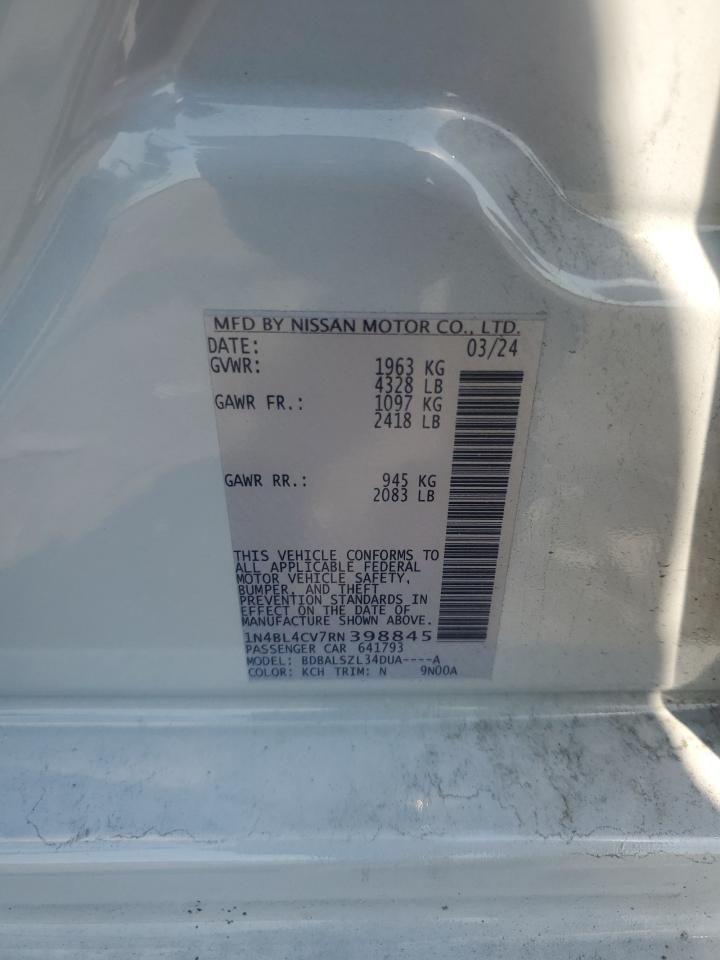 MFD BY NISSAN MOTOR CO., LTD.
DATE: 03/24
GVWR: 1963 KG
4328 LB
GAWR FR.: 1097 KG
2418 LB
GAWR RR.: 945 KG
2083 LB
THIS VEHICLE CONFORMS TO
ALL APPLICABLE FEDERAL
MOTOR VEHICLE SAFETY,
BUMPER, AND THEFT
PREVENTION STANDARDS IN
EFFECT ON THE DATE OF
MANUFACTURE SHOWN ABOVE.
1N4BL4CV7RN398845
PASSENGER CAR 641793
MODEL: BDBALSZL34DUA----A
COLOR: KCH TRIM: N 9N00A